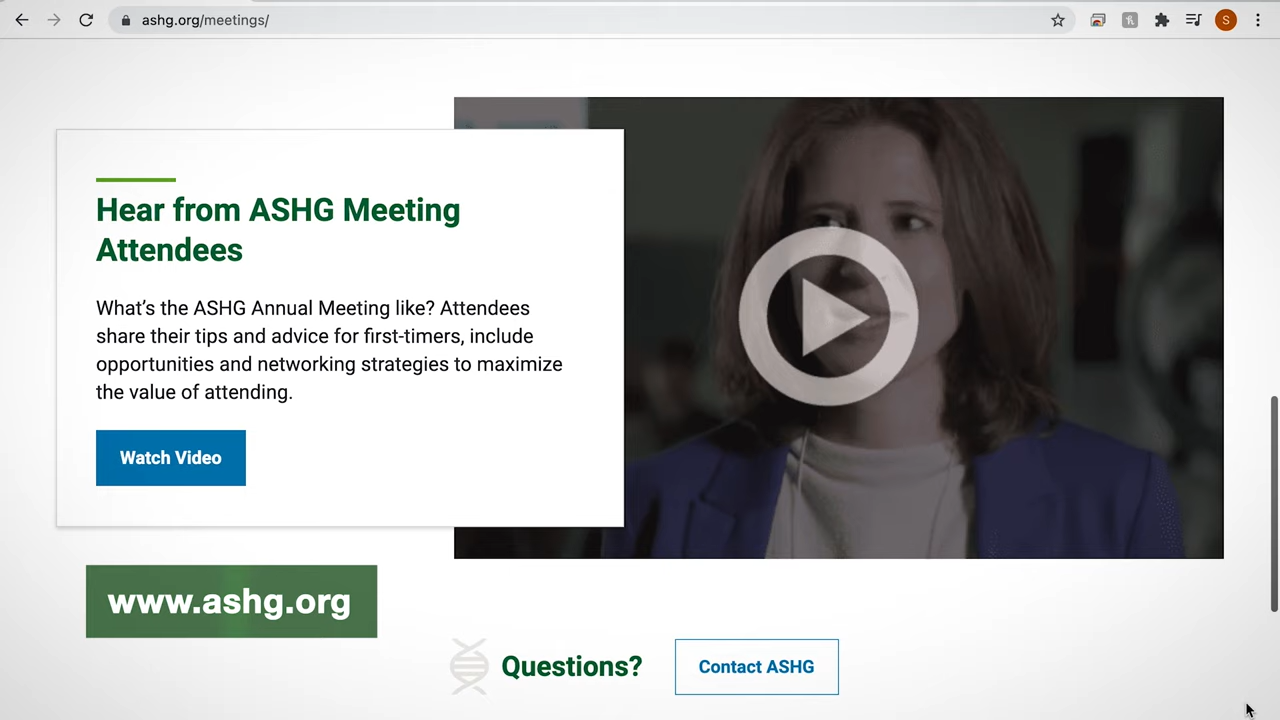 ashg.org/meetings/
S
Hear from ASHG Meeting
Attendees
What’s the ASHG Annual Meeting like? Attendees
share their tips and advice for first-timers, include
opportunities and networking strategies to maximize
the value of attending.
Watch Video
www.ashg.org
Questions?
Contact ASHG